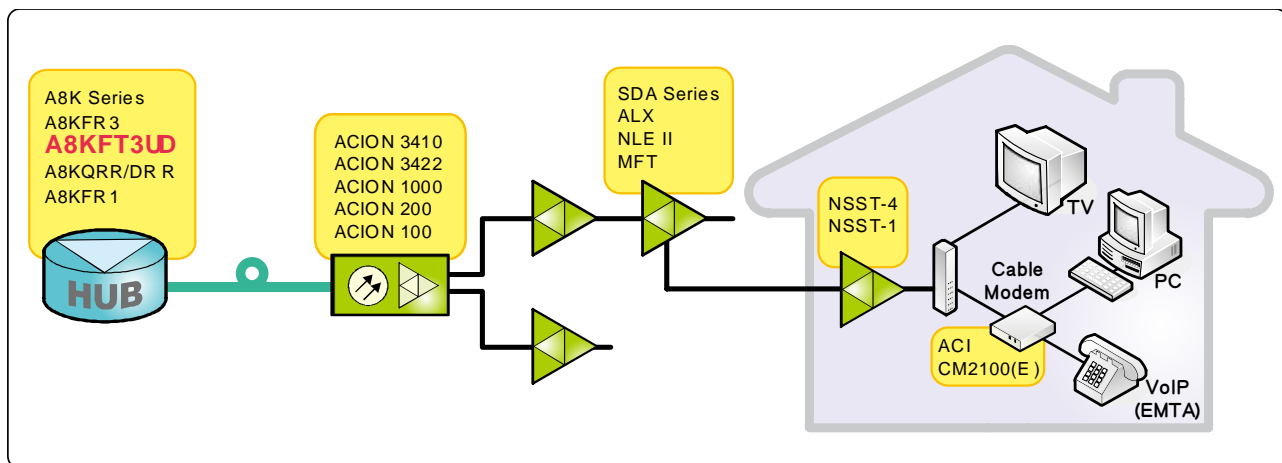 A8K Series
A8KFR3
A8KFT3UD
A8KQRR/DR R
A8KFR1
HUB
ACION 3410
ACION 3422
ACION 1000
ACION 200
ACION 100
SDA Series
ALX
NLE II
MFT
NSST-4
NSST-1
TV
PC
Cable
Modem
ACI
CM2100(E)
VoIP
(EMTA)